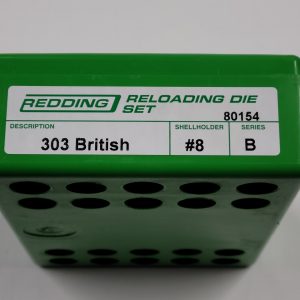 REDDING RELOADING DIE
SET
80154
DESCRIPTION SHELLHOLDER SERIES
303 British #8 B